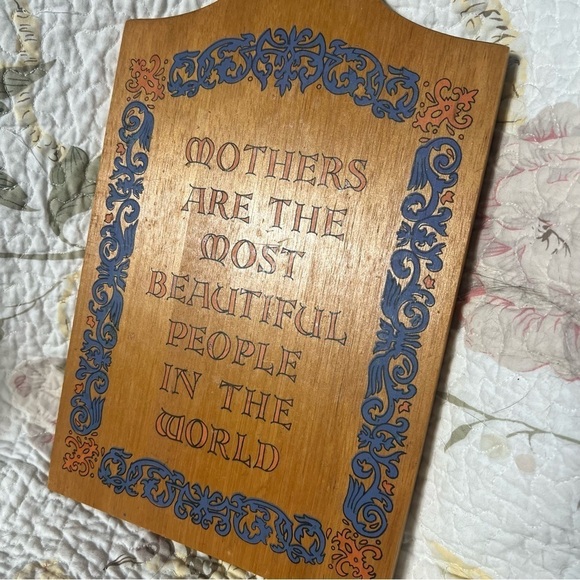 MOTHERS
ARE THE
MOST
BEAUTIFUL
PEOPLE
IN THE
WORLD